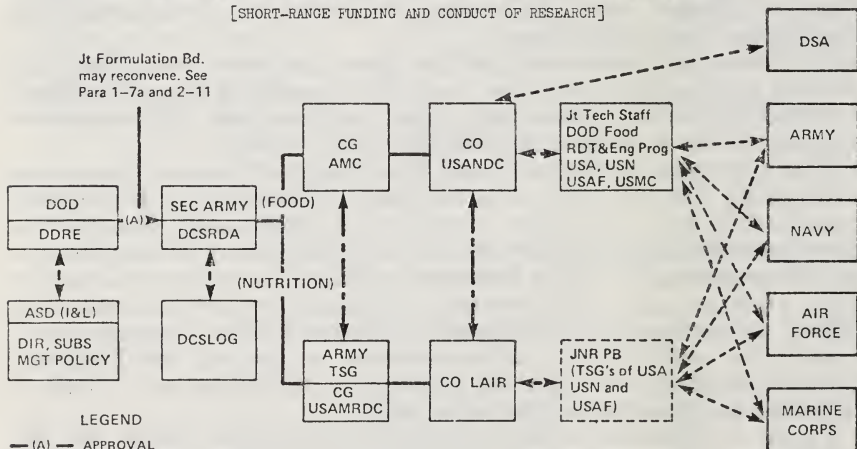 [SHORT-RANGE FUNDING AND CONDUCT OF RESEARCH]
Jt Formulation Bd.
may reconvene. See
Para 1-7a and 2-11
DOD
DDRE
(A)
SEC ARMY
DCSRDA
(FOOD)
(NUTRITION)
ASD (I&L)
DIR, SUBS
MGT POLICY
DCSLOG
CG
AMC
CO
USANDC
Jt Tech Staff
DOD Food
RDT&Eng Prog
USA, USN
USAF, USMC
ARMY
TSG
CG
USAMRDC
CO LAIR
JNR PB
(TSG's of USA
USN and
USAF)
DSA
ARMY
NAVY
AIR
FORCE
MARINE
CORPS
LEGEND
(A) APPROVAL